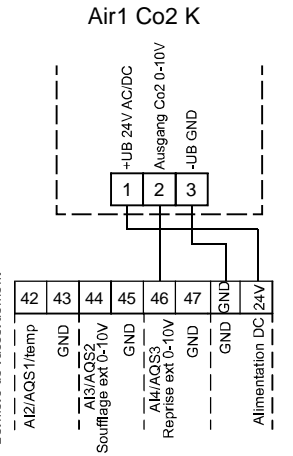 Air1 Co2 K
+UB 24V AC/DC
Ausgang Co2 0-10V
-UB GND
1 2 3
42 43 44 45 46 47 GND 24V
AI2/AQS1/temp
GND
AI3/AQS2
Soufflage ext 0-10V
GND
AI4/AQS3
Reprise ext 0-10V
GND
GND
Alimentation DC